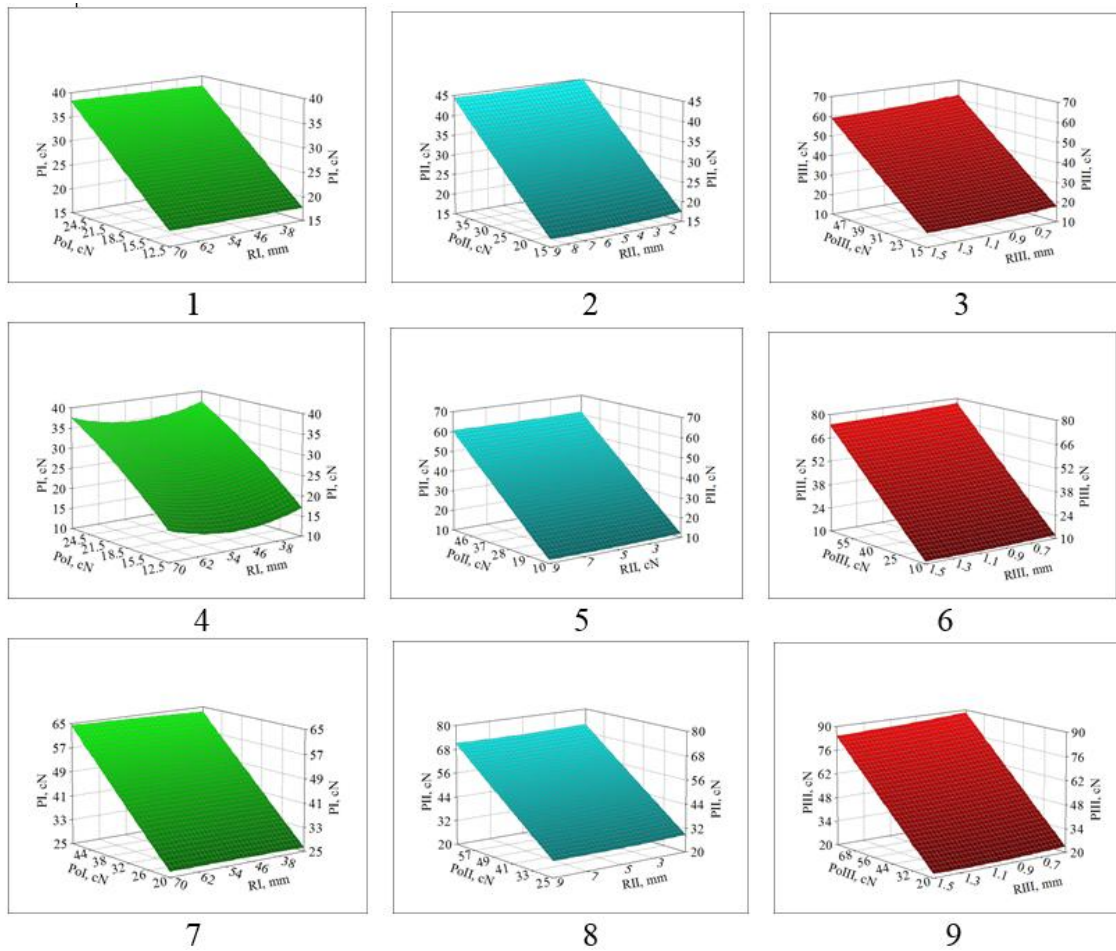 40
35
30
25
20
15
PI, cN
24.5 21.5 18.5 15.5 12.5
PoI, cN
70 62 54 46 38
RI, mm
40
35
30
25
20
15
PI, cN
1
45
40
35
30
25
20
15
PII, cN
35 30 25 20 15
PoII, cN
9 8 7 6 5 4 3 2
RII, mm
45
40
35
30
25
20
15
PII, cN
2
70
60
50
40
30
20
10
PIII, cN
47 39 31 23 15
PoIII, cN
1.5 1.3 1.1 0.9 0.7
RIII, mm
70
60
50
40
30
20
10
PIII, cN
3
40
35
30
25
20
15
10
PI, cN
24.5 21.5 18.5 15.5 12.5
PoI, cN
70 62 54 46 38
RI, mm
40
35
30
25
20
15
10
PI, cN
4
70
60
50
40
30
20
10
PII, cN
46 37 28 19 10
PoII, cN
9 7 5 3
RII, cN
70
60
50
40
30
20
10
PII, cN
5
80
66
52
38
24
10
PIII, cN
55 40 25 10
PoIII, cN
1.5 1.3 1.1 0.9 0.7
RIII, mm
80
66
52
38
24
10
PIII, cN
6
65
57
49
41
33
25
PI, cN
44 38 32 26 20
PoI, cN
70 62 54 46 38
RI, mm
65
57
49
41
33
25
PI, cN
7
80
68
56
44
32
20
PII, cN
57 49 41 33 25
PoII, cN
9 7 5 3
RII, mm
80
68
56
44
32
20
PII, cN
8
90
76
62
48
34
20
PIII, cN
68 56 44 32 20
PoIII, cN
1.5 1.3 1.1 0.9 0.7
RIII, mm
90
76
62
48
34
20
PIII, cN
9